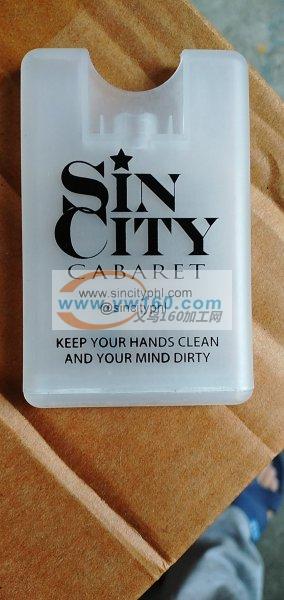 SIN
CITY
CABARET
www.sincityphl.com
www.yw160.com
@sincityphl
义乌160加工网
KEEP YOUR HANDS CLEAN
AND YOUR MIND DIRTY